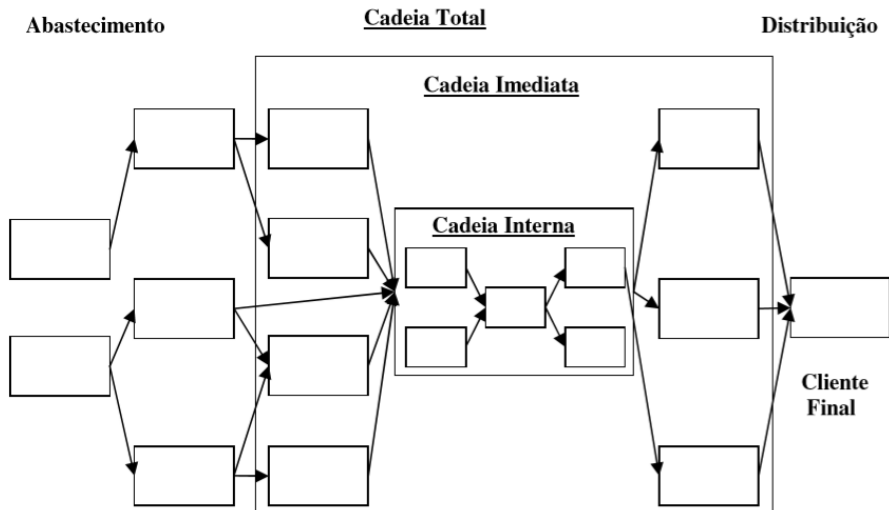 Abastecimento
Cadeia Total
Distribuição
Cadeia Imediata
Cadeia Interna
Cliente
Final